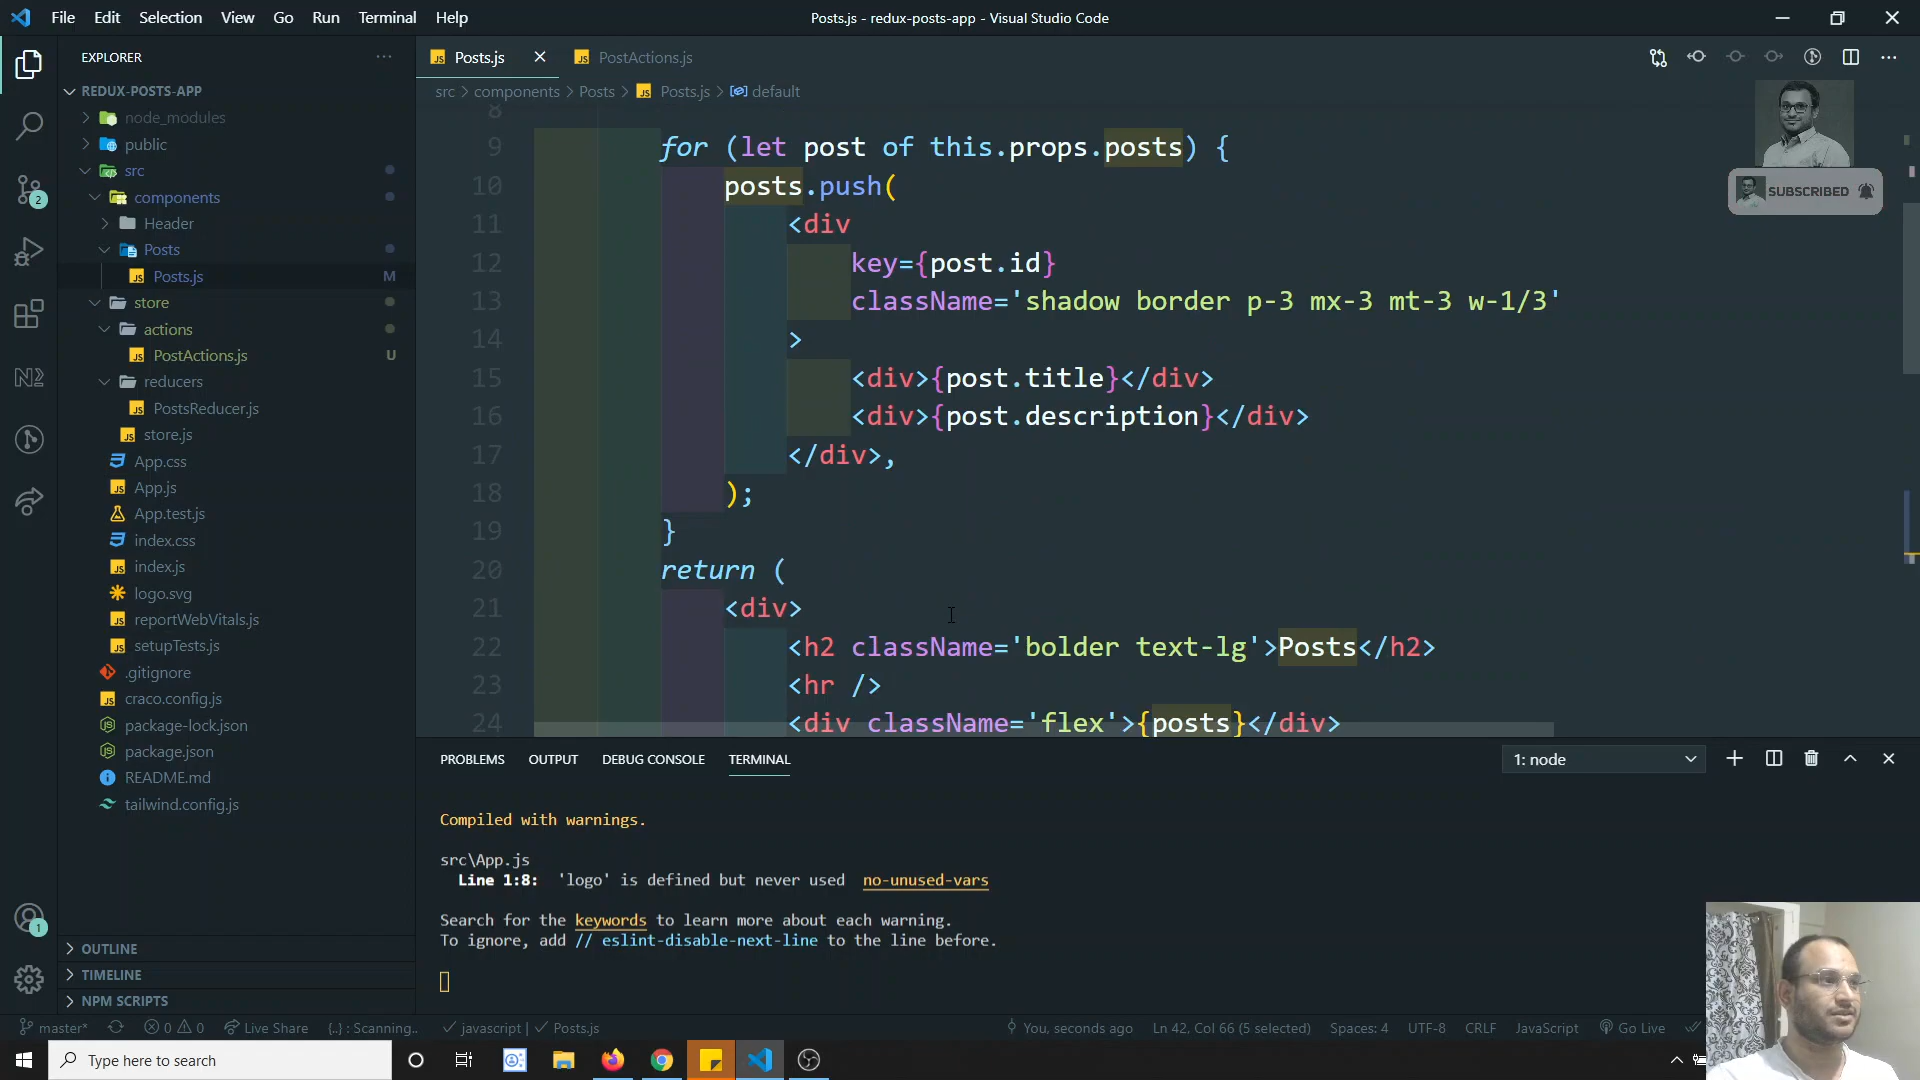 File Edit Selection View Go Run Terminal Help
Posts.js - redux-posts-app - Visual Studio Code
EXPLORER
REDUX-POSTS-APP
node_modules
public
src
components
Header
Posts
Posts.js M
store
actions
PostActions.js U
reducers
PostsReducer.js
store.js
App.css
App.js
App.test.js
index.css
index.js
logo.svg
reportWebVitals.js
setupTests.js
.gitignore
craco.config.js
package-lock.json
package.json
README.md
tailwind.config.js
OUTLINE
TIMELINE
NPM SCRIPTS
Posts.js PostActions.js
src > components > Posts > Posts.js > default
SUBSCRIBED
8
9 for (let post of this.props.posts) {
10 posts.push(
11 <div
12 key={post.id}
13 className='shadow border p-3 mx-3 mt-3 w-1/3'
14 >
15 <div>{post.title}</div>
16 <div>{post.description}</div>
17 </div>,
18 );
19 }
20 return (
21 <div>
22 <h2 className='bolder text-lg'>Posts</h2>
23 <hr />
24 <div className='flex'>{posts}</div>
PROBLEMS OUTPUT DEBUG CONSOLE TERMINAL 1: node
Compiled with warnings.
src\App.js
Line 1:8: 'logo' is defined but never used no-unused-vars
Search for the keywords to learn more about each warning.
To ignore, add // eslint-disable-next-line to the line before.
master* 0 0 Live Share {..} : Scanning.. javascript | Posts.js You, seconds ago Ln 42, Col 66 (5 selected) Spaces: 4 UTF-8 CRLF JavaScript Go Live
Type here to search